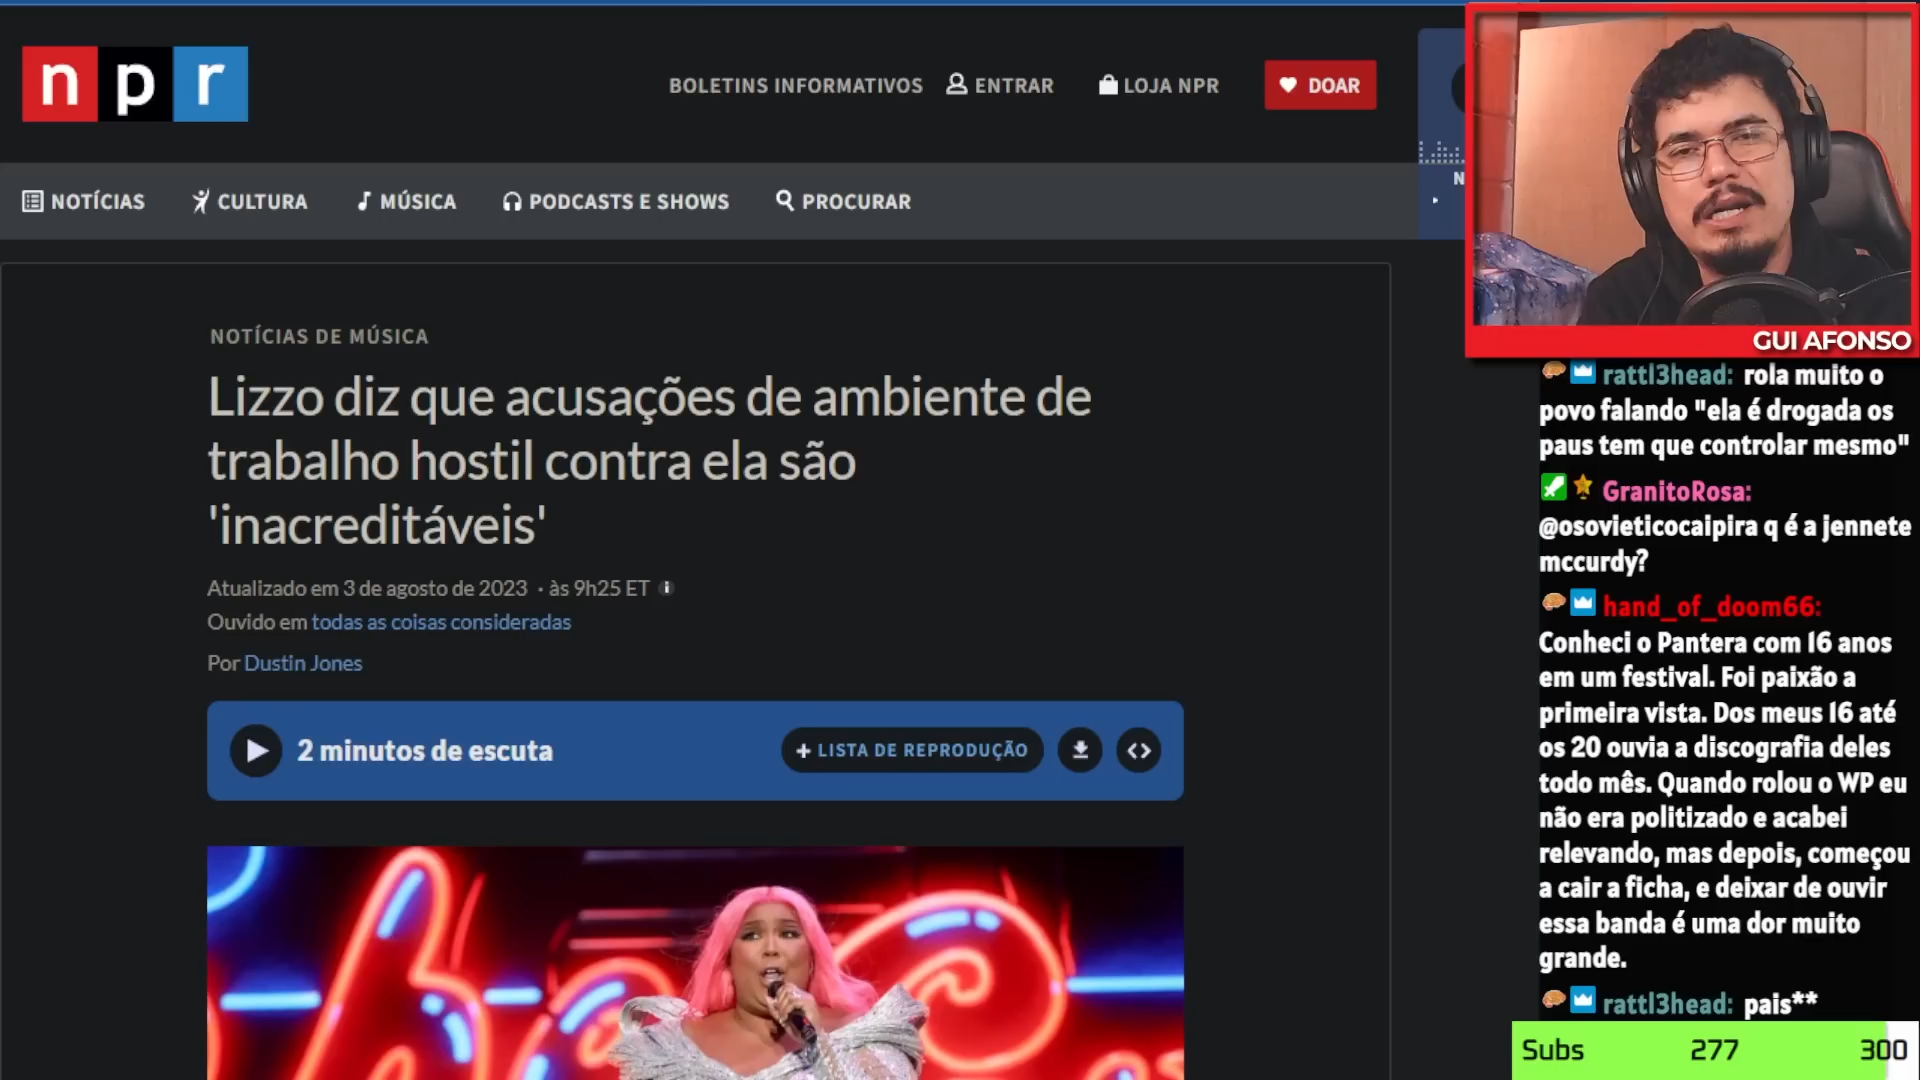 npr
BOLETINS INFORMATIVOS
ENTRAR
LOJA NPR
DOAR
N
NOTÍCIAS
CULTURA
MÚSICA
PODCASTS E SHOWS
PROCURAR
NOTÍCIAS DE MÚSICA
Lizzo diz que acusações de ambiente de
trabalho hostil contra ela são
'inacreditáveis'
Atualizado em 3 de agosto de 2023 · às 9h25 ET
Ouvido em todas as coisas consideradas
Por Dustin Jones
2 minutos de escuta
+ LISTA DE REPRODUÇÃO
GUI AFONSO
rattl3head: rola muito o
povo falando "ela é drogada os
paus tem que controlar mesmo"
GranitoRosa:
@osovieticocaipira q é a jennete
mccurdy?
hand_of_doom66:
Conheci o Pantera com 16 anos
em um festival. Foi paixão a
primeira vista. Dos meus 16 até
os 20 ouvia a discografia deles
todo mês. Quando rolou o WP eu
não era politizado e acabei
relevando, mas depois, começou
a cair a ficha, e deixar de ouvir
essa banda é uma dor muito
grande.
rattl3head: pais**
Subs 277 300